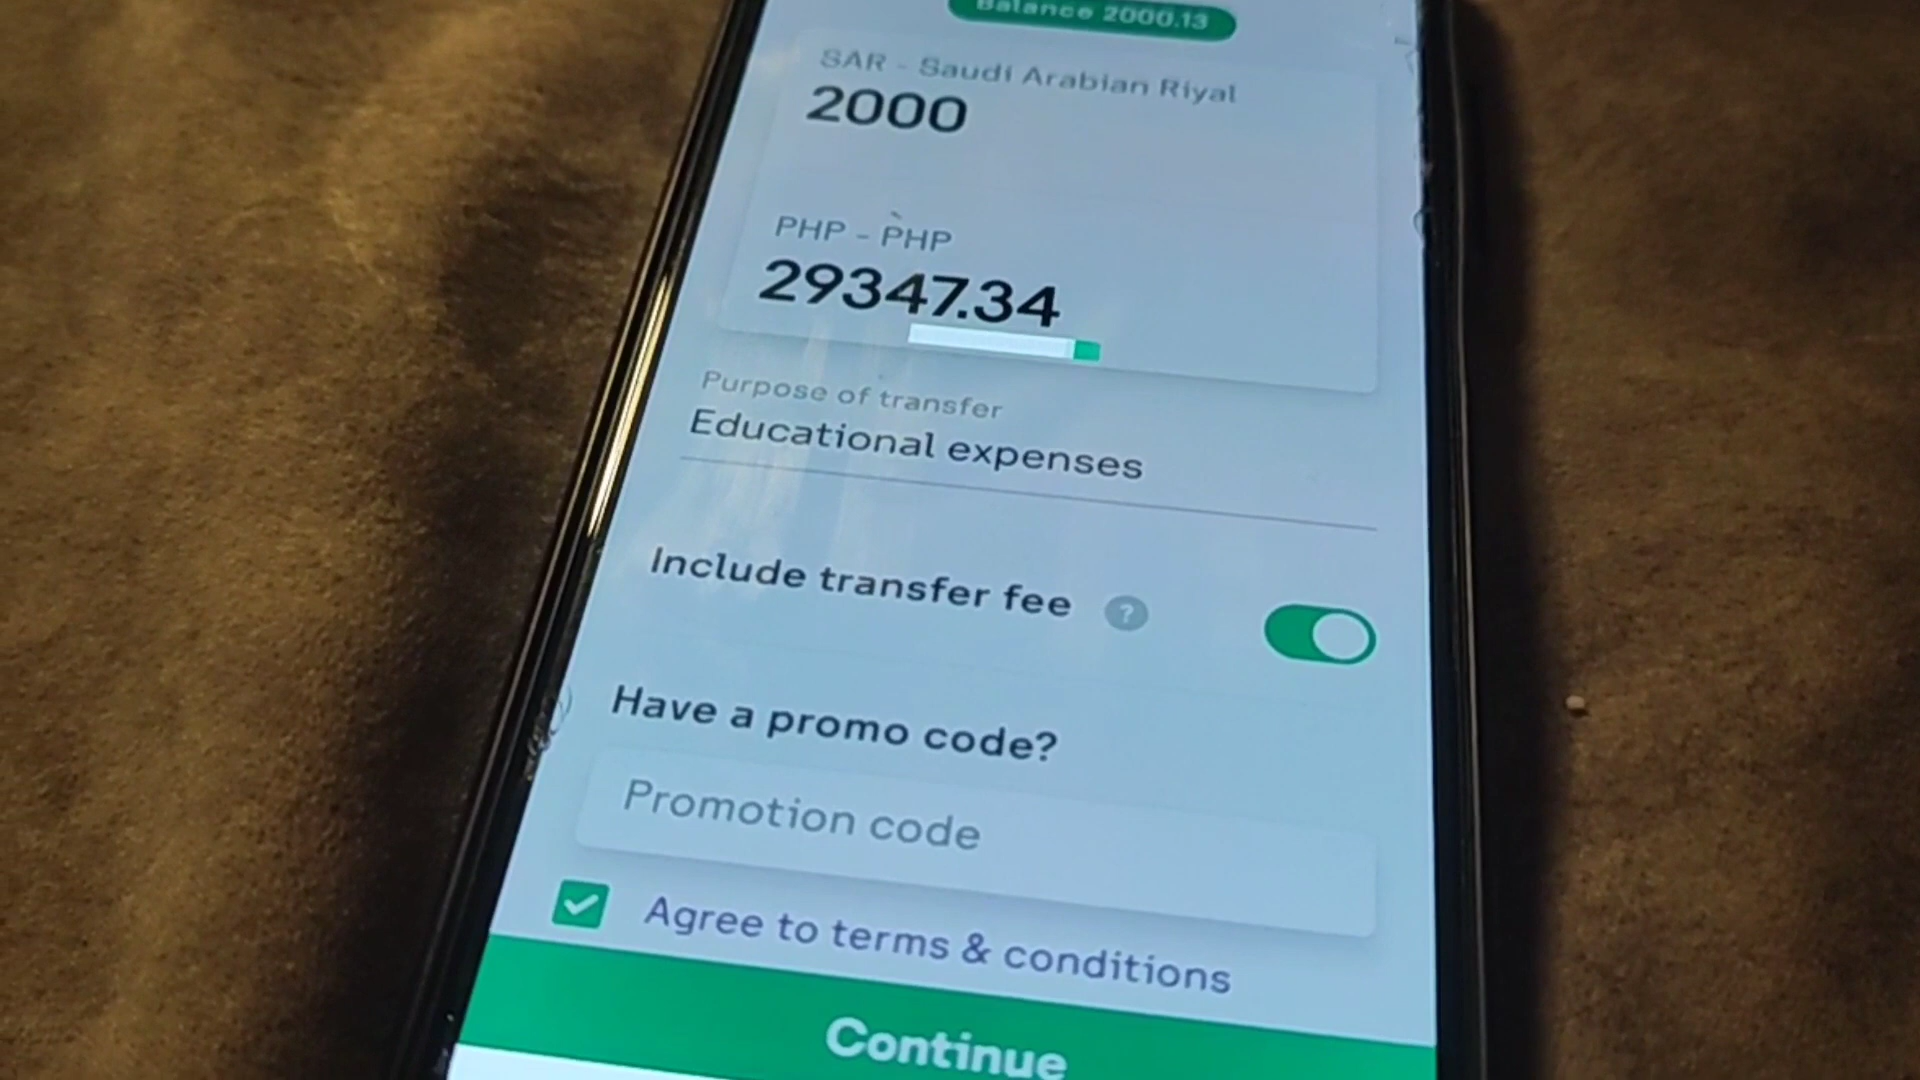 Balance 2000.13
SAR - Saudi Arabian Riyal
2000
PHP - PHP
29347.34
Purpose of transfer
Educational expenses
Include transfer fee ?
Have a promo code?
Promotion code
Agree to terms & conditions
Continue